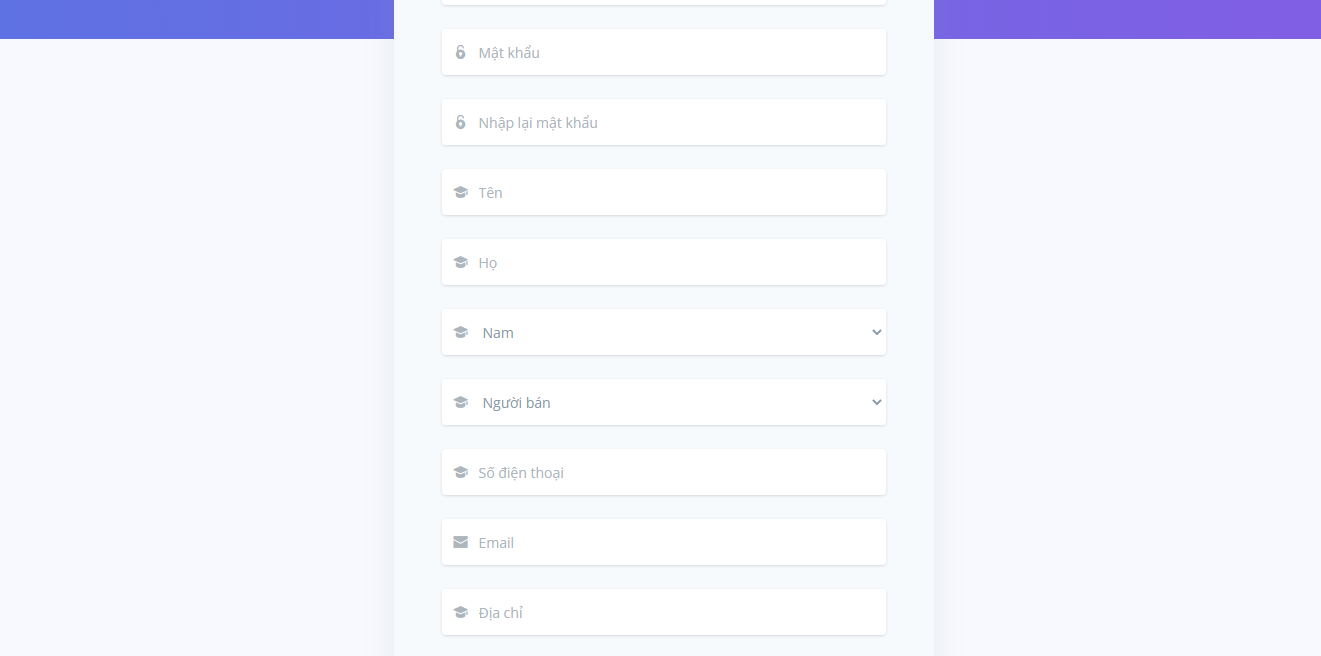 Mật khẩu
Nhập lại mật khẩu
Tên
Họ
Nam
Người bán
Số điện thoại
Email
Địa chỉ